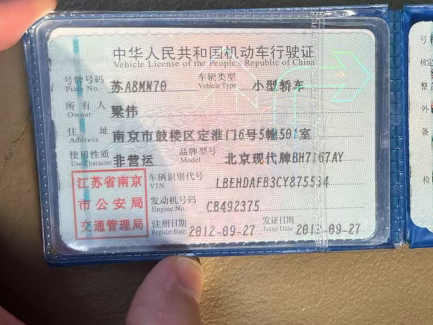 中华人民共和国机动车行驶证
Vehicle License of the People's Republic of China
号牌号码 Plate No. 苏A8MN70 车辆类型 Vehicle Type 小型轿车
所有人 Owner 梁伟
住址 Address 南京市鼓楼区定淮门6号5幢501室
使用性质 Use Character 非营运 品牌型号 Model 北京现代牌BH7167AY
江苏省南京市公安局交通管理局
车辆识别代号 VIN LBEHDAFB3CY875534
发动机号码 Engine No. CB492375
注册日期 Register Date 2012-09-27 发证日期 Issue Date 2012-09-27